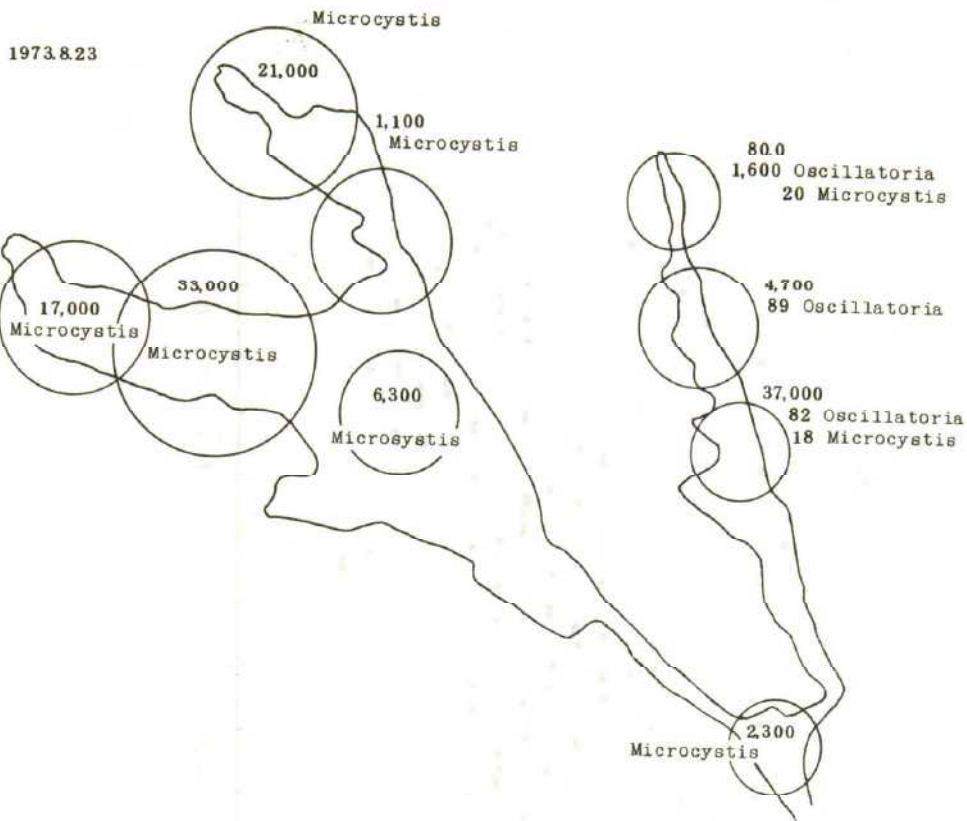 Microcystis
1973.8.23
21,000
1,100
Microcystis
80.0
1,600 Oscillatoria
20 Microcystis
33,000
17,000
Microcystis
Microcystis
4,700
89 Oscillatoria
6,300
Microsystis
37,000
82 Oscillatoria
18 Microcystis
2,300
Microcystis